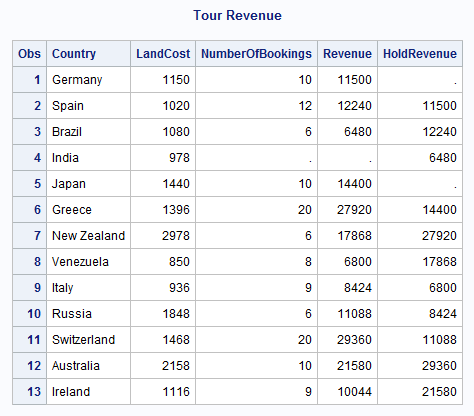 Tour Revenue
Obs Country LandCost NumberOfBookings Revenue HoldRevenue
1 Germany 1150 10 11500 .
2 Spain 1020 12 12240 11500
3 Brazil 1080 6 6480 12240
4 India 978 . . 6480
5 Japan 1440 10 14400 .
6 Greece 1396 20 27920 14400
7 New Zealand 2978 6 17868 27920
8 Venezuela 850 8 6800 17868
9 Italy 936 9 8424 6800
10 Russia 1848 6 11088 8424
11 Switzerland 1468 20 29360 11088
12 Australia 2158 10 21580 29360
13 Ireland 1116 9 10044 21580